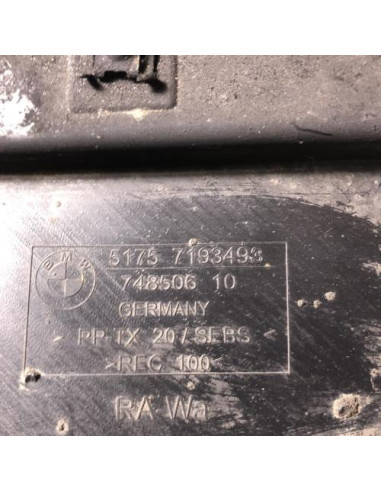 BMW
5175 7193493
748506 10
GERMANY
> PP-TX 20 / SEBS <
>REC 100<
RA Wa